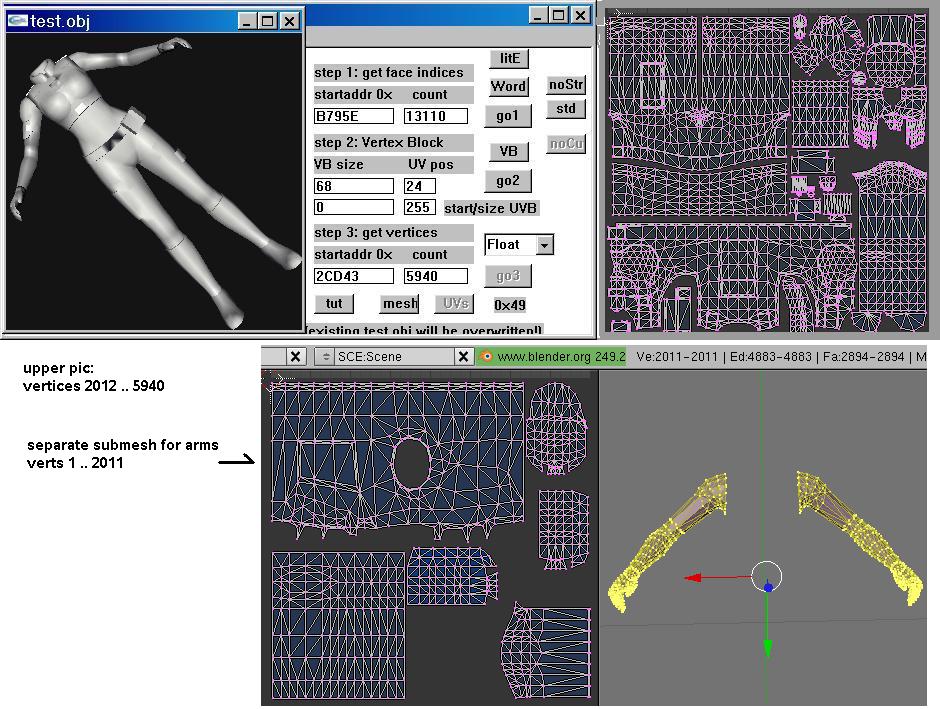 test.obj
litE
step 1: get face indices
Word
noStr
startaddr 0x count
std
B795E 13110
go1
step 2: Vertex Block
noCu
VB size UV pos
VB
68 24
go2
0 255 start/size UVB
step 3: get vertices
Float
startaddr 0x count
2CD43 5940
go3
tut mesh UVs 0x49
(existing test.obj will be overwritten!)
SCE:Scene
www.blender.org 249.2
Ve:2011-2011 | Ed:4883-4883 | Fa:2894-2894 | M
upper pic:
vertices 2012 .. 5940
separate submesh for arms
verts 1 .. 2011